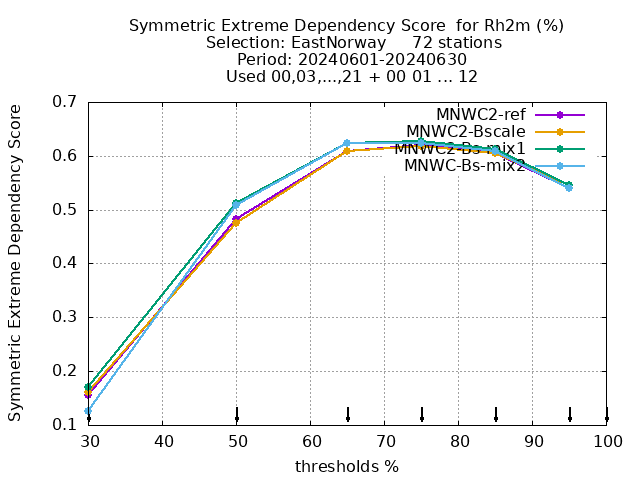 Symmetric Extreme Dependency Score  for Rh2m (%)
Selection: EastNorway     72 stations
Period: 20240601-20240630
Used 00,03,...,21 + 00 01 ... 12
Symmetric Extreme Dependency Score
0.7
0.6
0.5
0.4
0.3
0.2
0.1
MNWC2-ref
MNWC2-Bscale
MNWC2-Bs-mix1
MNWC-Bs-mix2
30 40 50 60 70 80 90 100
thresholds %